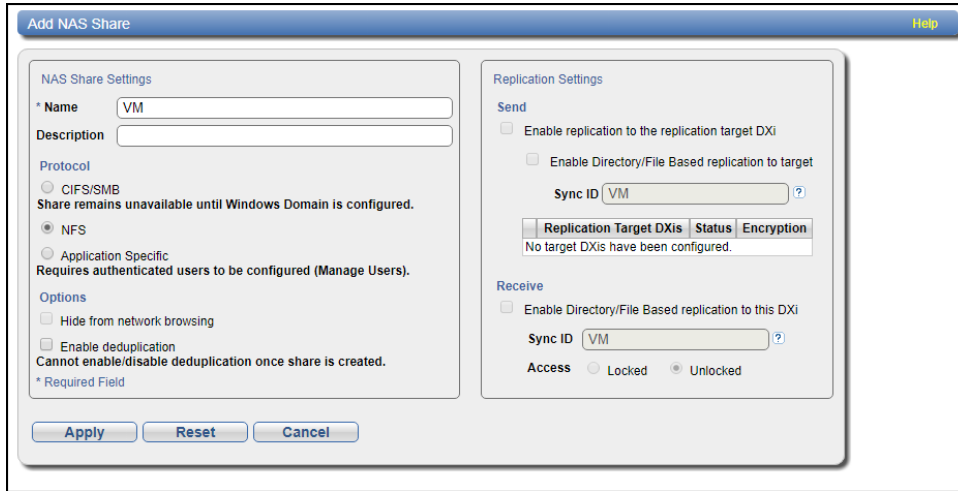 Add NAS Share
Help
NAS Share Settings
* Name VM
Description
Protocol
CIFS/SMB
Share remains unavailable until Windows Domain is configured.
NFS
Application Specific
Requires authenticated users to be configured (Manage Users).
Options
Hide from network browsing
Enable deduplication
Cannot enable/disable deduplication once share is created.
* Required Field
Replication Settings
Send
Enable replication to the replication target DXi
Enable Directory/File Based replication to target
Sync ID VM ?
Replication Target DXis Status Encryption
No target DXis have been configured.
Receive
Enable Directory/File Based replication to this DXi
Sync ID VM ?
Access Locked Unlocked
Apply Reset Cancel